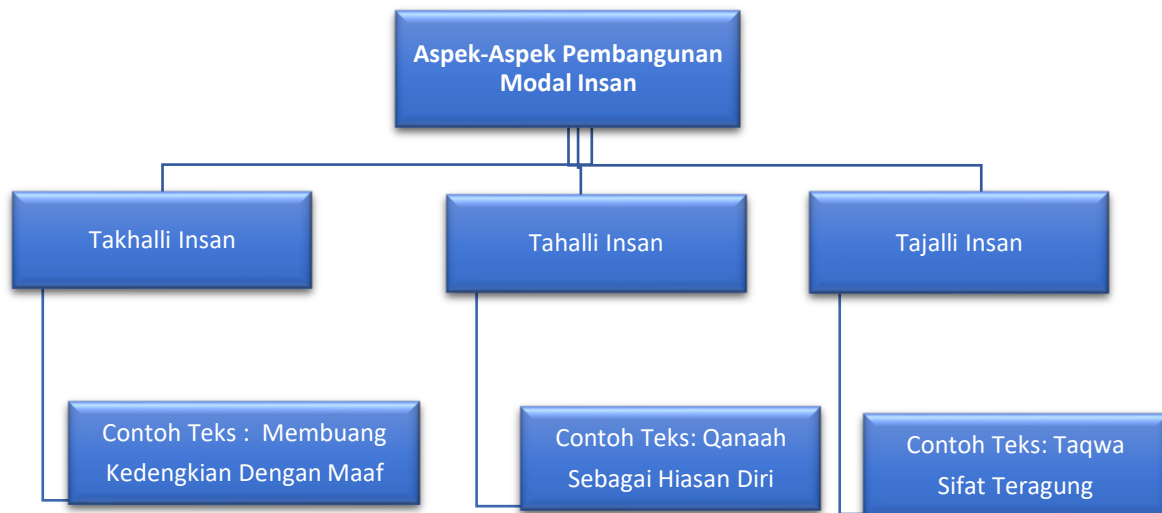 Aspek-Aspek Pembangunan
Modal Insan
Takhalli Insan
Tahalli Insan
Tajalli Insan
Contoh Teks : Membuang
Kedengkian Dengan Maaf
Contoh Teks: Qanaah
Sebagai Hiasan Diri
Contoh Teks: Taqwa
Sifat Teragung